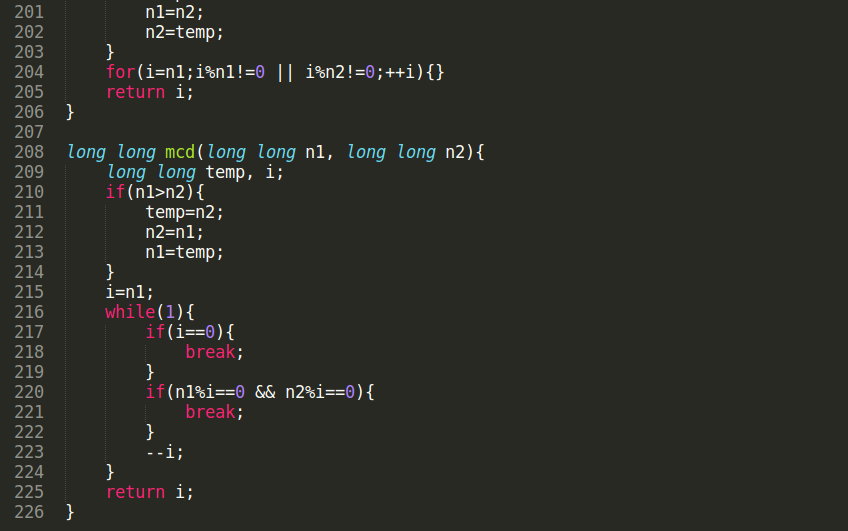 201 n1=n2;
202 n2=temp;
203 }
204 for(i=n1;i%n1!=0 || i%n2!=0;++i){}
205 return i;
206 }
207
208 long long mcd(long long n1, long long n2){
209 long long temp, i;
210 if(n1>n2){
211 temp=n2;
212 n2=n1;
213 n1=temp;
214 }
215 i=n1;
216 while(1){
217 if(i==0){
218 break;
219 }
220 if(n1%i==0 && n2%i==0){
221 break;
222 }
223 --i;
224 }
225 return i;
226 }